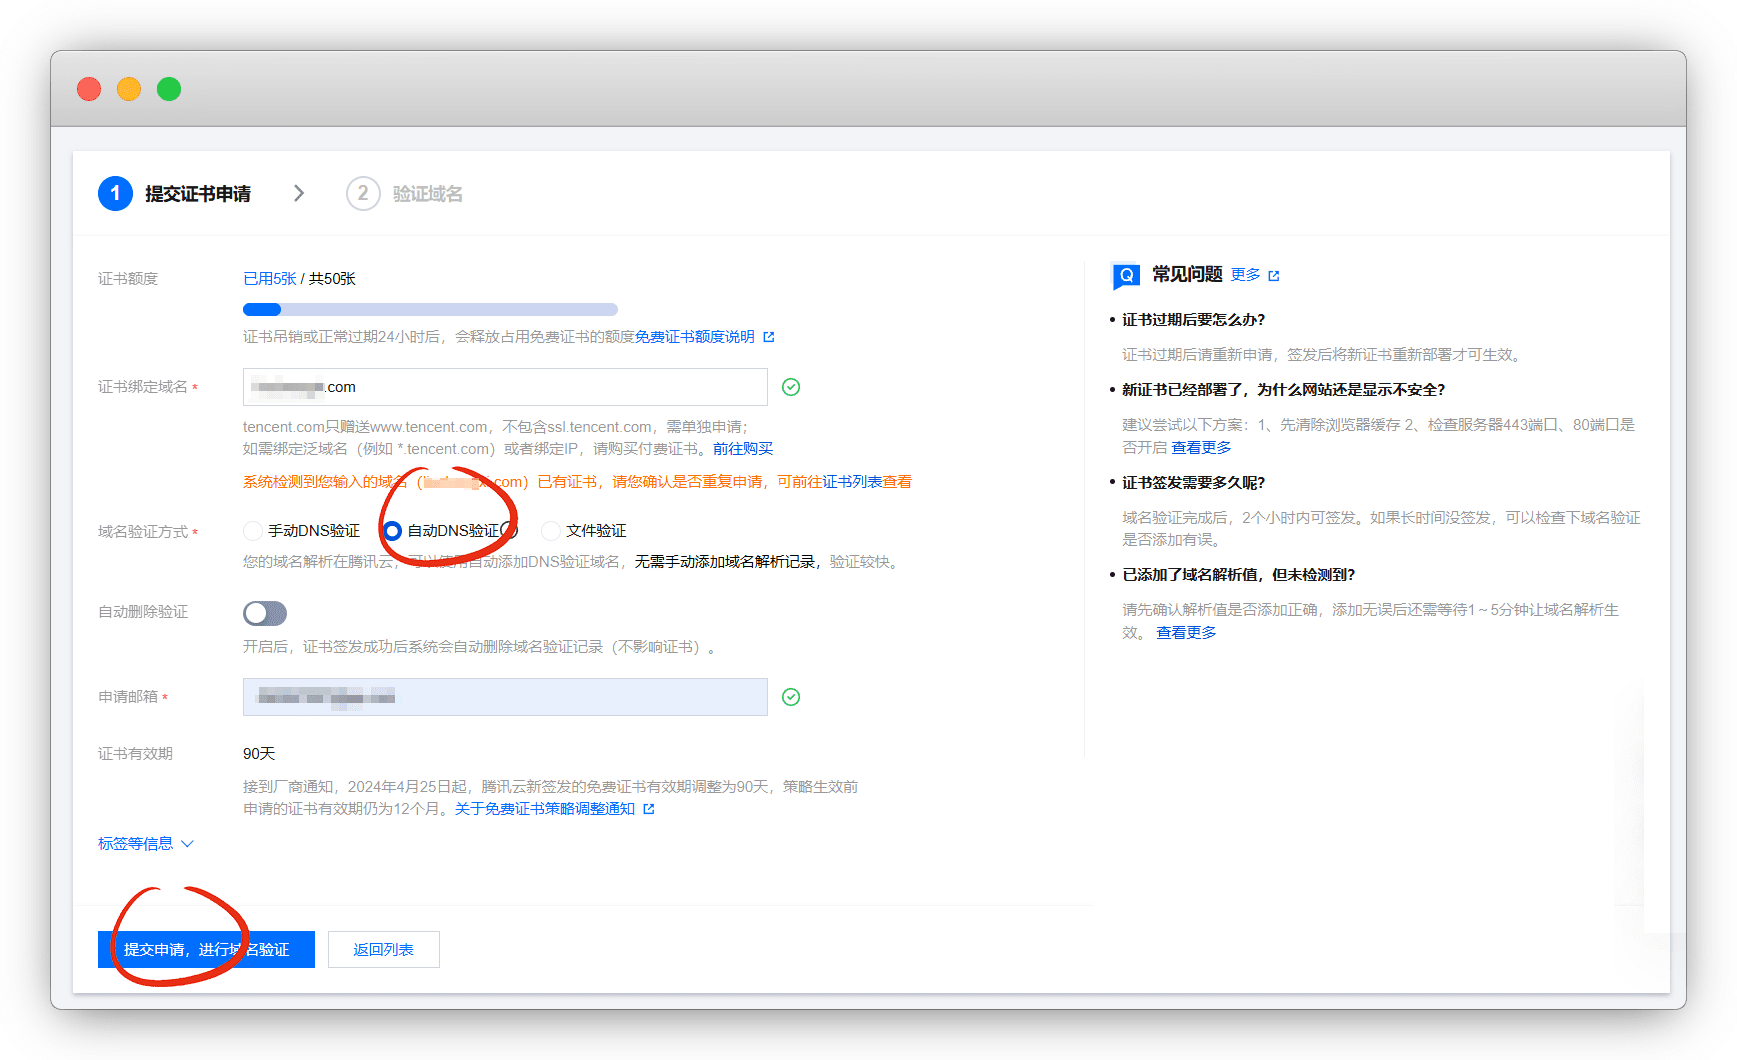 1 提交证书申请
2 验证域名
证书额度
已用5张 / 共50张
证书吊销或正常过期24小时后，会释放占用免费证书的额度免费证书额度说明
证书绑定域名 *
.com
tencent.com只赠送www.tencent.com，不包含ssl.tencent.com，需单独申请；
如需绑定泛域名（例如 *.tencent.com）或者绑定IP，请购买付费证书。前往购买
系统检测到您输入的域名（.com）已有证书，请您确认是否重复申请，可前往证书列表查看
域名验证方式 *
手动DNS验证 自动DNS验证 文件验证
您的域名解析在腾讯云，可以使用自动添加DNS验证域名，无需手动添加域名解析记录，验证较快。
自动删除验证
开启后，证书签发成功后系统会自动删除域名验证记录（不影响证书）。
申请邮箱 *
证书有效期
90天
接到厂商通知，2024年4月25日起，腾讯云新签发的免费证书有效期调整为90天，策略生效前
申请的证书有效期仍为12个月。关于免费证书策略调整通知
标签等信息
提交申请，进行域名验证
返回列表
Q 常见问题 更多
• 证书过期后要怎么办？
证书过期后请重新申请，签发后将新证书重新部署才可生效。
• 新证书已经部署了，为什么网站还是显示不安全？
建议尝试以下方案：1、先清除浏览器缓存 2、检查服务器443端口、80端口是
否开启 查看更多
• 证书签发需要多久呢？
域名验证完成后，2个小时内可签发。如果长时间没签发，可以检查下域名验证
是否添加有误。
• 已添加了域名解析值，但未检测到？
请先确认解析值是否添加正确，添加无误后还需等待1～5分钟让域名解析生
效。 查看更多